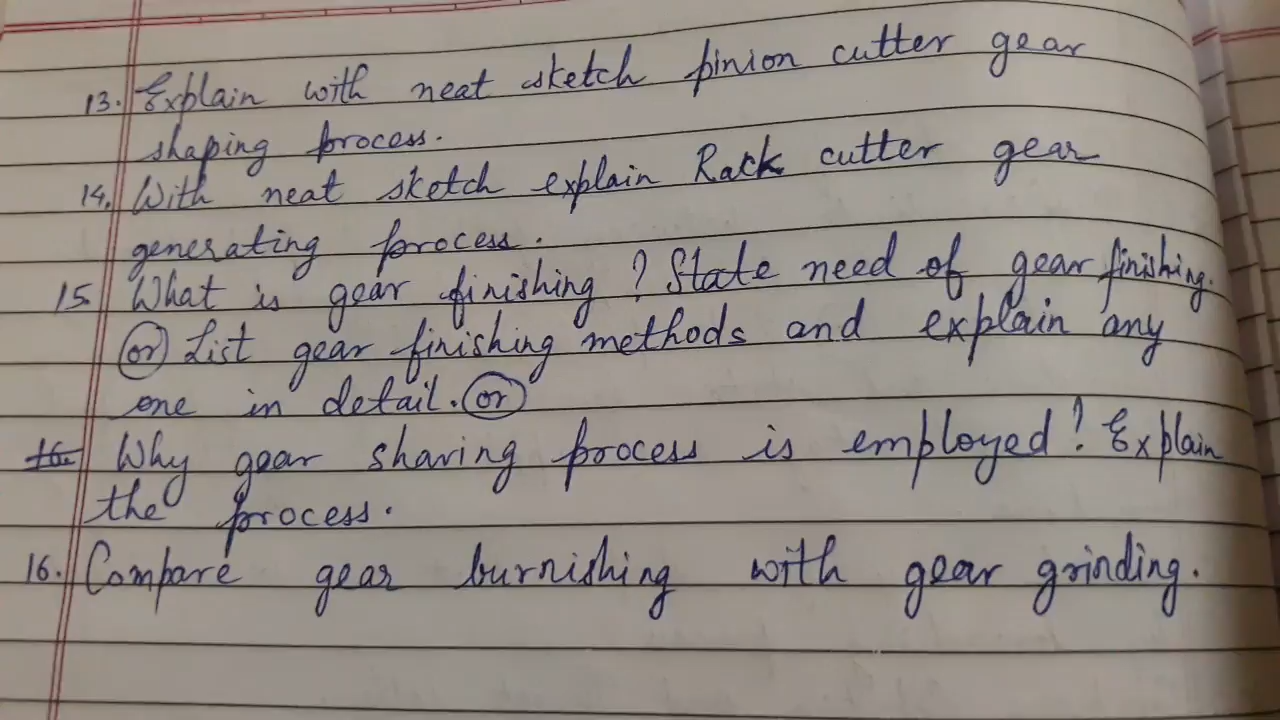 13. Explain with neat sketch pinion cutter gear
shaping process.
14. With neat sketch explain Rack cutter gear
generating process.
15 What is gear finishing? State need of gear finishing.
(or) List gear finishing methods and explain any
one in detail. (or)
16. Why gear shaving process is employed? Explain
the process.
16. Compare gear burnishing with gear grinding.